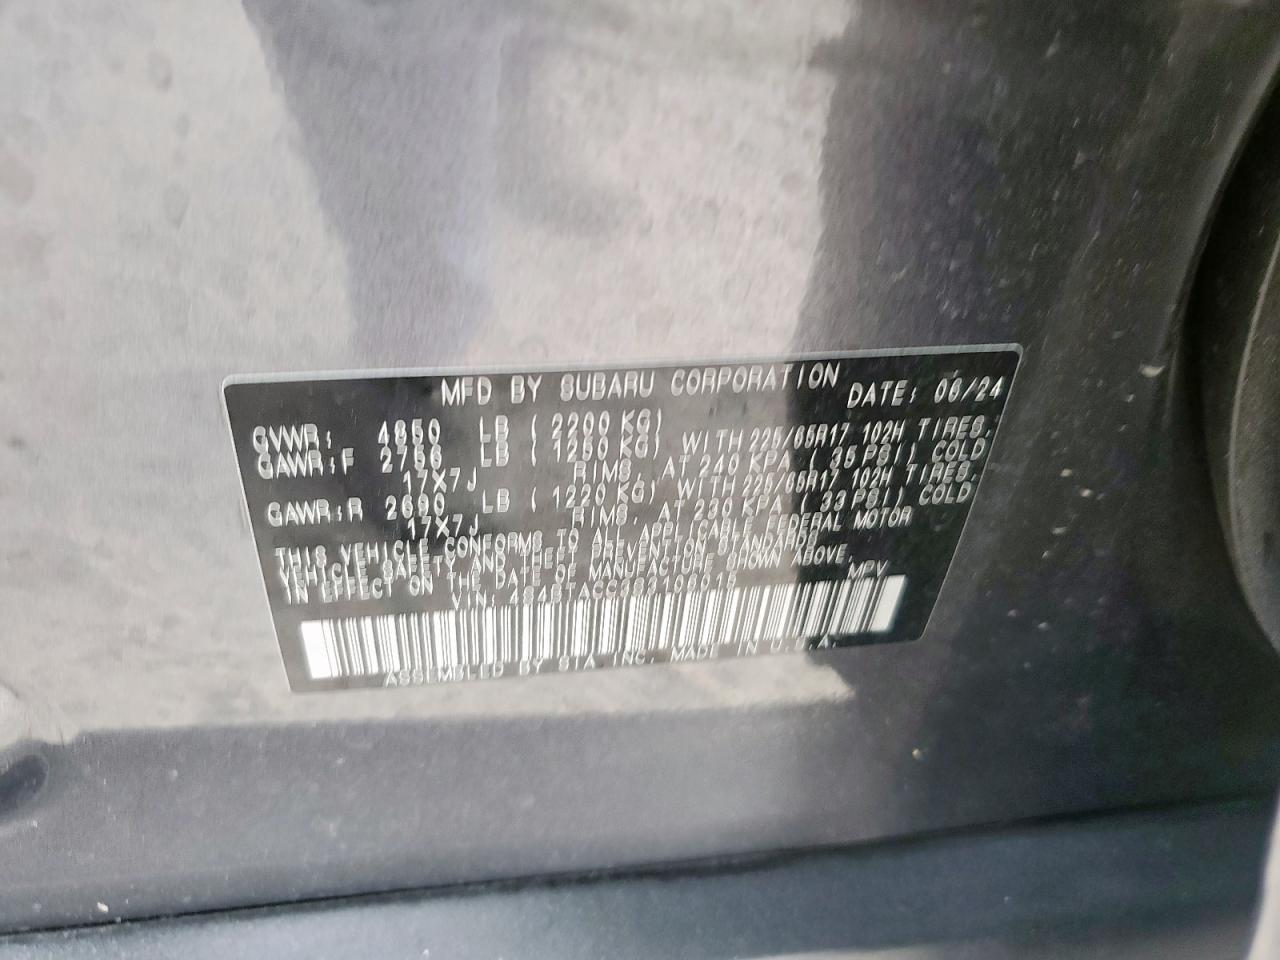 MFD BY SUBARU CORPORATION DATE: 06/24
GVWR: 4850 LB ( 2200 KG)
GAWR:F 2756 LB ( 1250 KG) WITH 225/65R17 102H TIRES,
17X7J RIMS, AT 240 KPA ( 35 PSI) COLD
GAWR:R 2690 LB ( 1220 KG) WITH 225/65R17 102H TIRES,
17X7J RIMS, AT 230 KPA ( 33 PSI) COLD
THIS VEHICLE CONFORMS TO ALL APPLICABLE FEDERAL MOTOR
VEHICLE SAFETY AND THEFT PREVENTION STANDARDS
IN EFFECT ON THE DATE OF MANUFACTURE SHOWN ABOVE.
VIN: MPV
ASSEMBLED BY SIA, INC. MADE IN U.S.A.